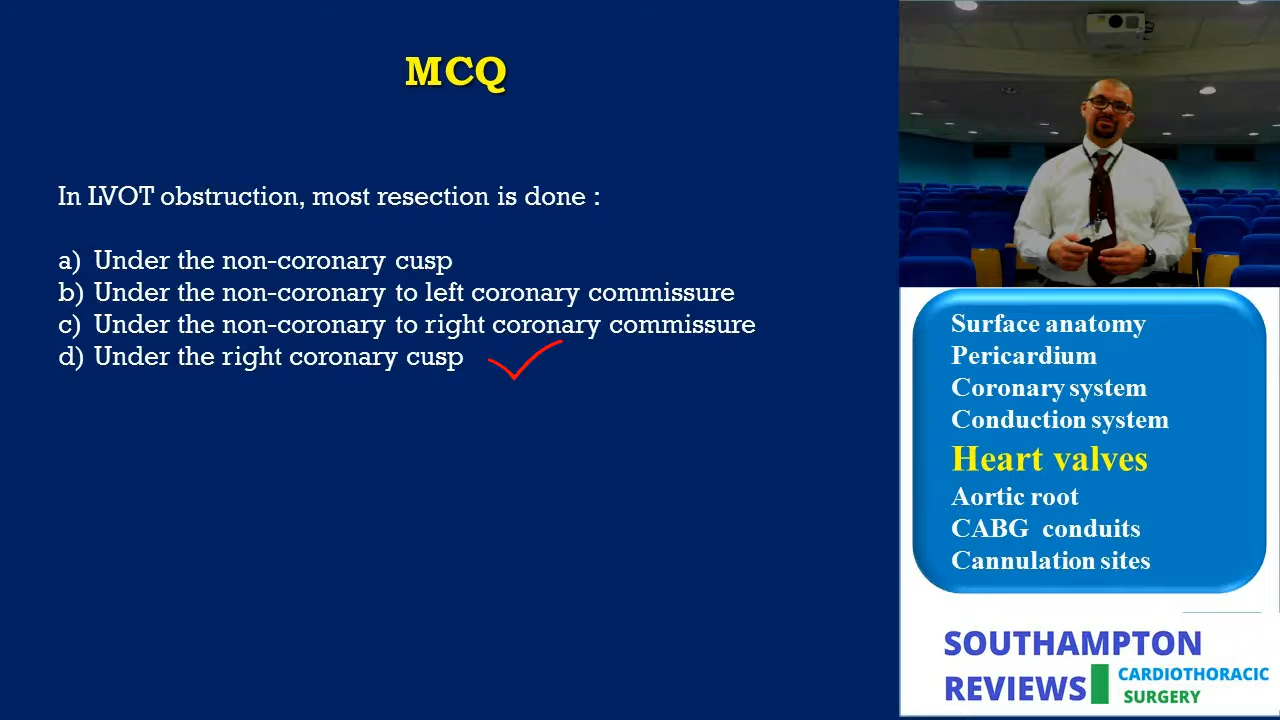 MCQ
In LVOT obstruction, most resection is done :
a) Under the non-coronary cusp
b) Under the non-coronary to left coronary commissure
c) Under the non-coronary to right coronary commissure
d) Under the right coronary cusp
Surface anatomy
Pericardium
Coronary system
Conduction system
Heart valves
Aortic root
CABG conduits
Cannulation sites
SOUTHAMPTON
REVIEWS
CARDIOTHORACIC
SURGERY